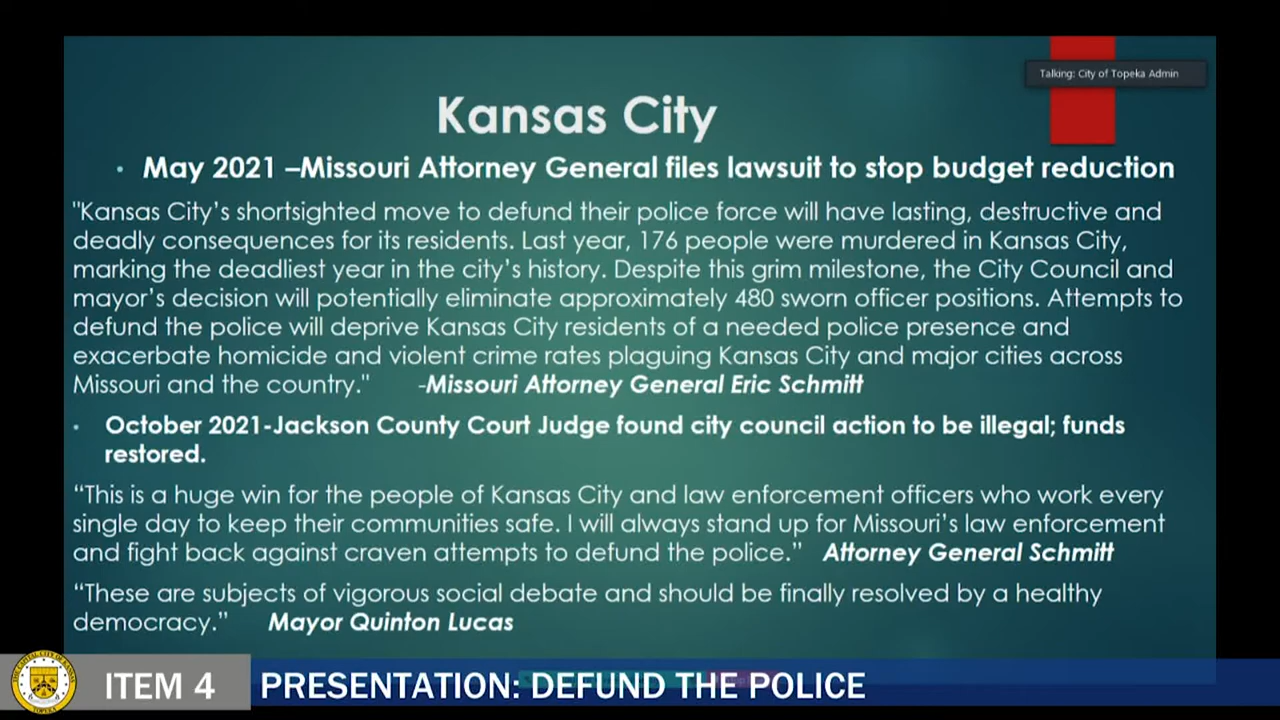 Talking: City of Topeka Admin
Kansas City
• May 2021 –Missouri Attorney General files lawsuit to stop budget reduction
"Kansas City’s shortsighted move to defund their police force will have lasting, destructive and
deadly consequences for its residents. Last year, 176 people were murdered in Kansas City,
marking the deadliest year in the city’s history. Despite this grim milestone, the City Council and
mayor’s decision will potentially eliminate approximately 480 sworn officer positions. Attempts to
defund the police will deprive Kansas City residents of a needed police presence and
exacerbate homicide and violent crime rates plaguing Kansas City and major cities across
Missouri and the country." -Missouri Attorney General Eric Schmitt
• October 2021-Jackson County Court Judge found city council action to be illegal; funds
restored.
“This is a huge win for the people of Kansas City and law enforcement officers who work every
single day to keep their communities safe. I will always stand up for Missouri’s law enforcement
and fight back against craven attempts to defund the police.” Attorney General Schmitt
“These are subjects of vigorous social debate and should be finally resolved by a healthy
democracy.” Mayor Quinton Lucas
ITEM 4 PRESENTATION: DEFUND THE POLICE